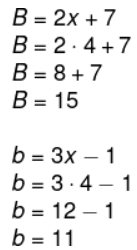 B = 2x + 7
B = 2 · 4 + 7
B = 8 + 7
B = 15
b = 3x − 1
b = 3 · 4 − 1
b = 12 − 1
b = 11